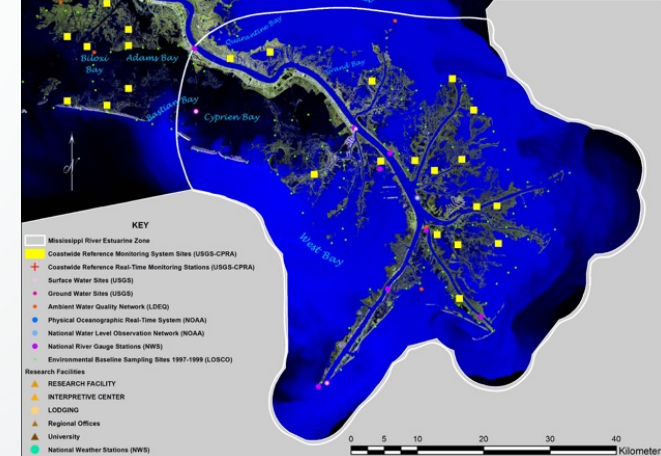 Quarantine Bay
Grand Bay
Biloxi
Bay
Adams Bay
Bastian Bay
Cyprien Bay
West Bay
KEY
Mississippi River Estuarine Zone
Coastwide Reference Monitoring System Sites (USGS-CPRA)
Coastwide Reference Real-Time Monitoring Stations (USGS-CPRA)
Surface Water Sites (USGS)
Ground Water Sites (USGS)
Ambient Water Quality Network (LDEQ)
Physical Oceanographic Real-Time System (NOAA)
National Water Level Observation Network (NOAA)
National River Gauge Stations (NWS)
Environmental Baseline Sampling Sites 1997-1999 (LOSCO)
Research Facilities
RESEARCH FACILITY
INTERPRETIVE CENTER
LODGING
Regional Offices
University
National Weather Stations (NWS)
0 5 10 20 30 40
Kilometer